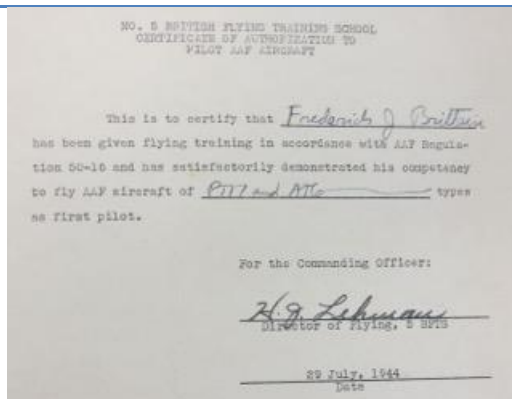 NO. 5 BRITISH FLYING TRAINING SCHOOL
CERTIFICATE OF AUTHORIZATION TO
PILOT AAF AIRCRAFT
This is to certify that Frederick J Brittain
has been given flying training in accordance with AAF Regula-
tion 50-16 and has satisfactorily demonstrated his competency
to fly AAF aircraft of PT17 and AT6 types
as first pilot.
For the Commanding Officer:
H. J. Lehman
Director of Flying, 5 BFTS
29 July, 1944
Date